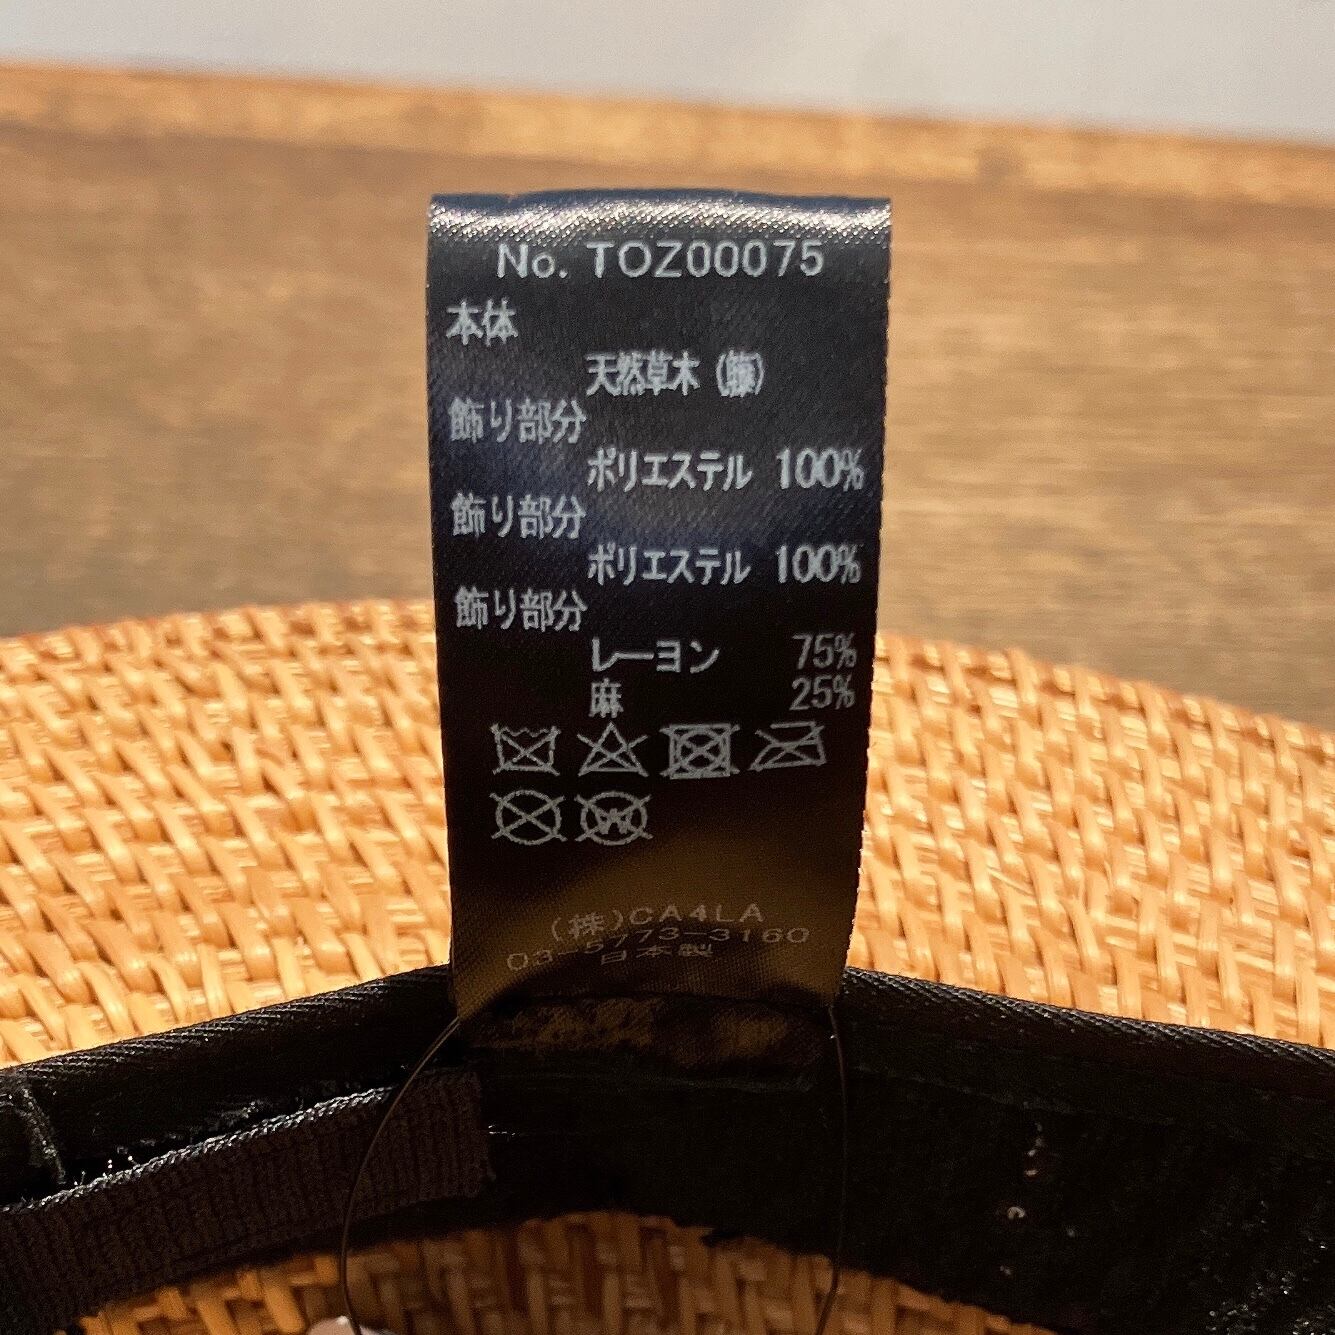 No. TOZ00075
本体
天然草木（籐）
飾り部分
ポリエステル 100%
飾り部分
ポリエステル 100%
飾り部分
レーヨン 75%
麻 25%
W
(株)CA4LA
03-5773-3160
日本製